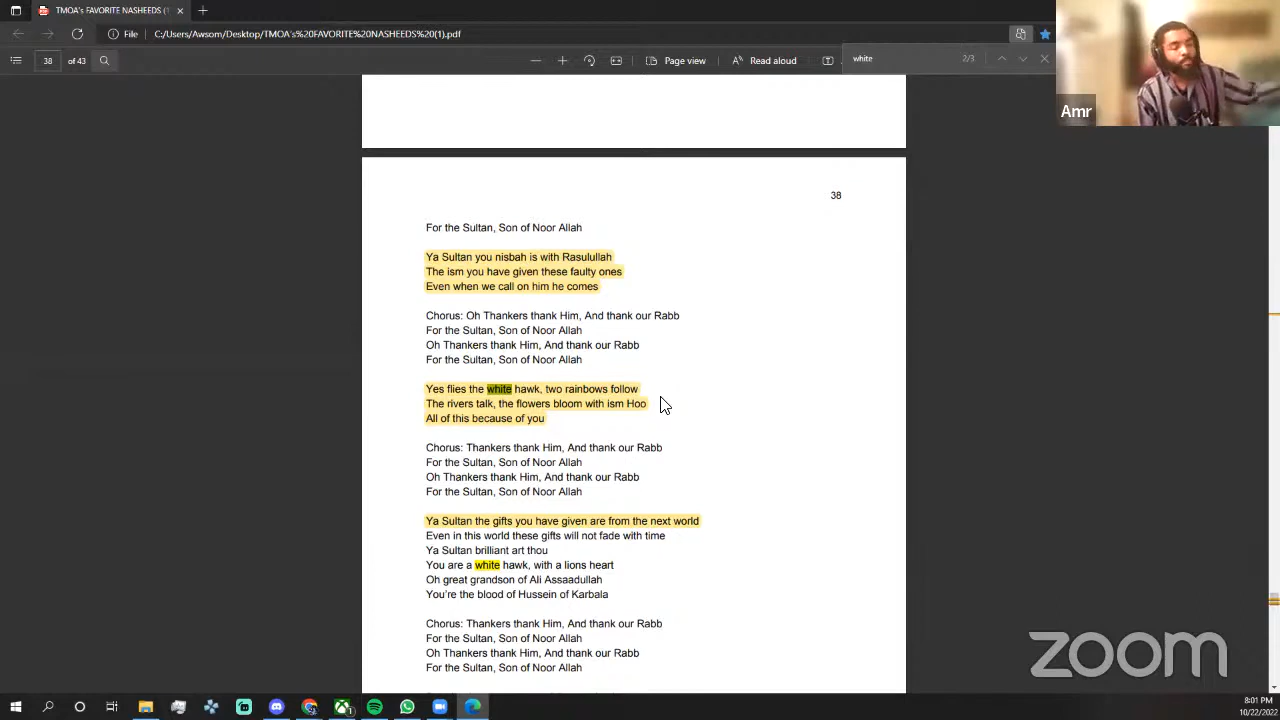 TMOA's FAVORITE NASHEEDS (
File
C:/Users/Awsom/Desktop/TMOA's%20FAVORITE%20NASHEEDS%20(1).pdf
38 of 43
Page view
Read aloud
white
2/3
Amr
38
For the Sultan, Son of Noor Allah
Ya Sultan you nisbah is with Rasulullah
The ism you have given these faulty ones
Even when we call on him he comes
Chorus: Oh Thankers thank Him, And thank our Rabb
For the Sultan, Son of Noor Allah
Oh Thankers thank Him, And thank our Rabb
For the Sultan, Son of Noor Allah
Yes flies the white hawk, two rainbows follow
The rivers talk, the flowers bloom with ism Hoo
All of this because of you
Chorus: Thankers thank Him, And thank our Rabb
For the Sultan, Son of Noor Allah
Oh Thankers thank Him, And thank our Rabb
For the Sultan, Son of Noor Allah
Ya Sultan the gifts you have given are from the next world
Even in this world these gifts will not fade with time
Ya Sultan brilliant art thou
You are a white hawk, with a lions heart
Oh great grandson of Ali Assaadullah
You're the blood of Hussein of Karbala
Chorus: Thankers thank Him, And thank our Rabb
For the Sultan, Son of Noor Allah
Oh Thankers thank Him, And thank our Rabb
For the Sultan, Son of Noor Allah
zoom
8:01 PM
10/22/2022